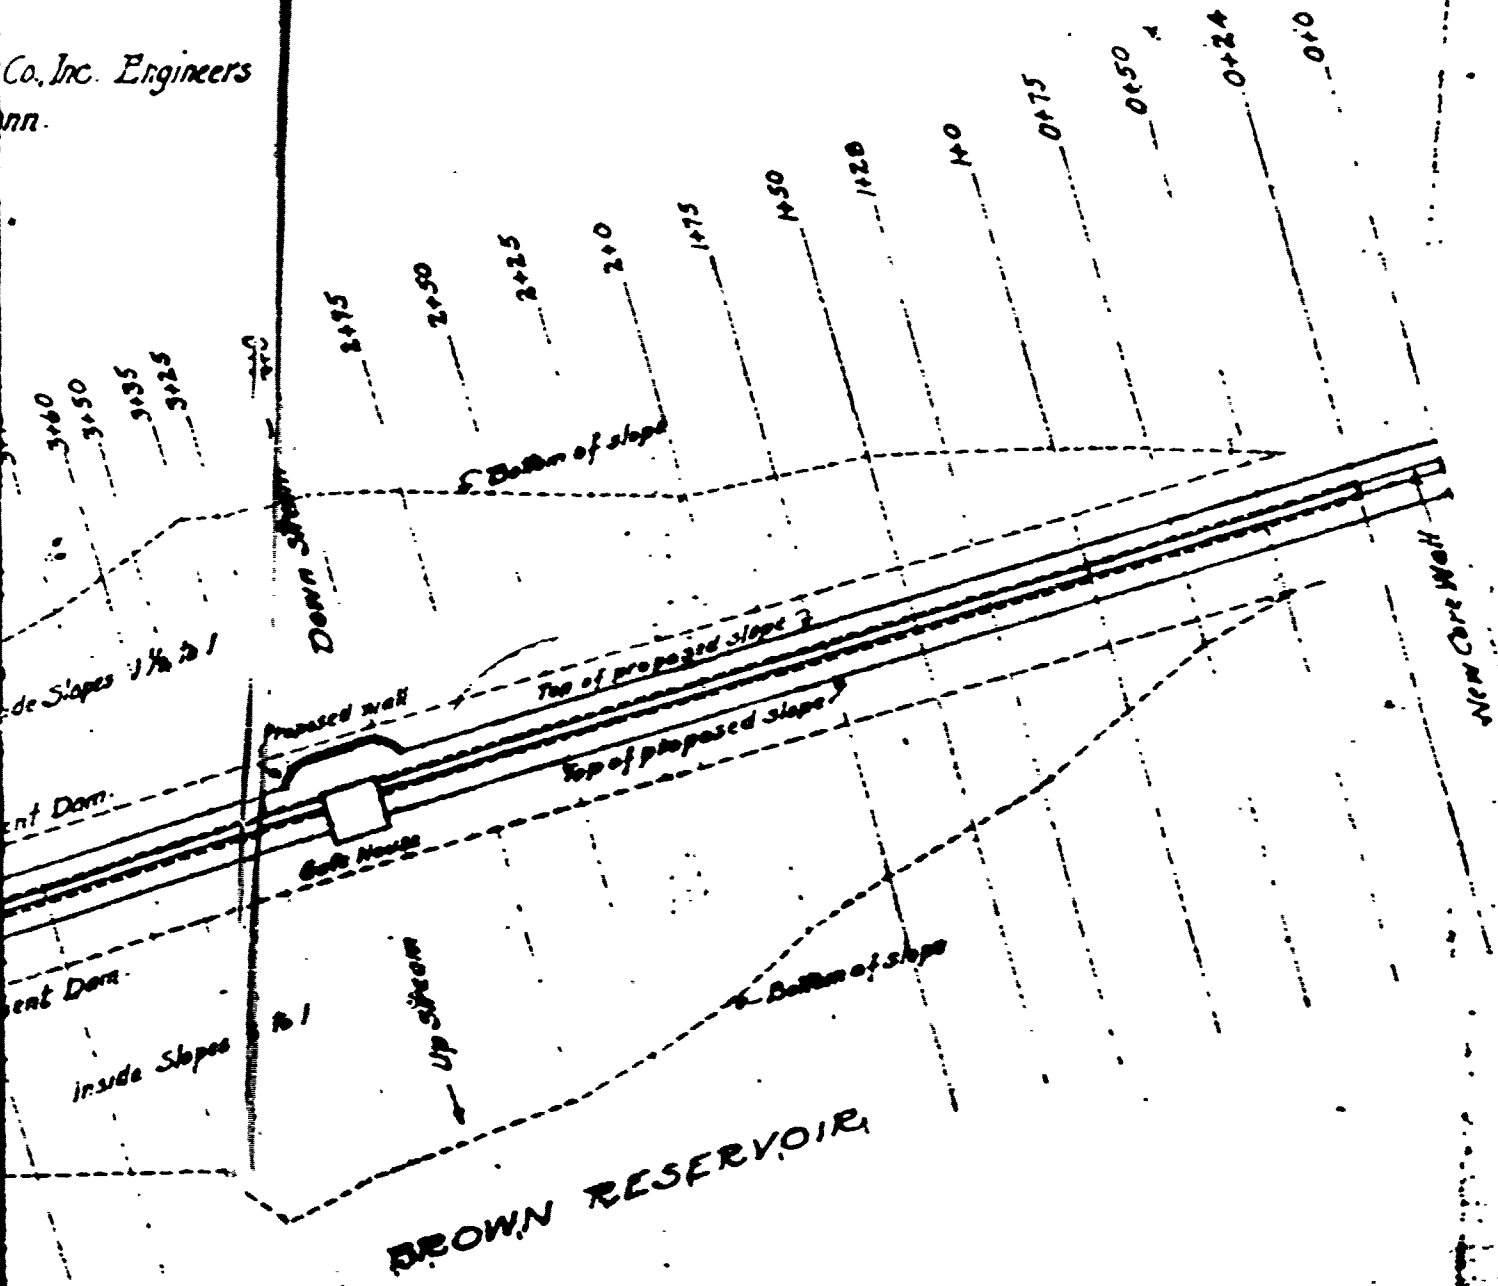 Co., Inc. Engineers
nn.
0+0
0+24
0+50
0+75
1+0
1+28
1+50
1+75
2+0
2+25
2+50
2+75
3+25
3+35
3+50
3+60
Bottom of slope
Down Stream
de Slopes 1½ to 1
Proposed wall
Top of proposed slope
Top of proposed slope
New Core Wall
ent Dam.
Gate House
ent Dam.
Inside Slopes to 1
Up Stream
Bottom of slope
BROWN RESERVOIR